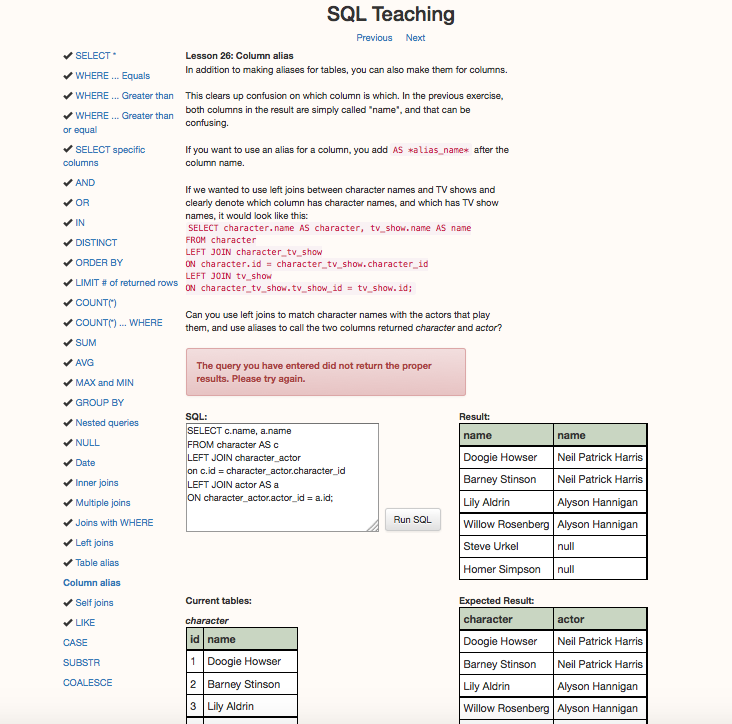 SQL Teaching
Previous Next
✔ SELECT *
✔ WHERE ... Equals
✔ WHERE ... Greater than
✔ WHERE ... Greater than
or equal
✔ SELECT specific
columns
✔ AND
✔ OR
✔ IN
✔ DISTINCT
✔ ORDER BY
✔ LIMIT # of returned rows
✔ COUNT(*)
✔ COUNT(*) ... WHERE
✔ SUM
✔ AVG
✔ MAX and MIN
✔ GROUP BY
✔ Nested queries
✔ NULL
✔ Date
✔ Inner joins
✔ Multiple joins
✔ Joins with WHERE
✔ Left joins
✔ Table alias
Column alias
✔ Self joins
✔ LIKE
CASE
SUBSTR
COALESCE
Lesson 26: Column alias
In addition to making aliases for tables, you can also make them for columns.
This clears up confusion on which column is which. In the previous exercise,
both columns in the result are simply called "name", and that can be
confusing.
If you want to use an alias for a column, you add AS *alias_name* after the
column name.
If we wanted to use left joins between character names and TV shows and
clearly denote which column has character names, and which has TV show
names, it would look like this:
SELECT character.name AS character, tv_show.name AS name
FROM character
LEFT JOIN character_tv_show
ON character.id = character_tv_show.character_id
LEFT JOIN tv_show
ON character_tv_show.tv_show_id = tv_show.id;
Can you use left joins to match character names with the actors that play
them, and use aliases to call the two columns returned character and actor?
The query you have entered did not return the proper
results. Please try again.
SQL:
SELECT c.name, a.name
FROM character AS c
LEFT JOIN character_actor
on c.id = character_actor.character_id
LEFT JOIN actor AS a
ON character_actor.actor_id = a.id;
Run SQL
Result:
name name
Doogie Howser Neil Patrick Harris
Barney Stinson Neil Patrick Harris
Lily Aldrin Alyson Hannigan
Willow Rosenberg Alyson Hannigan
Steve Urkel null
Homer Simpson null
Current tables:
character
id name
1 Doogie Howser
2 Barney Stinson
3 Lily Aldrin
Expected Result:
character actor
Doogie Howser Neil Patrick Harris
Barney Stinson Neil Patrick Harris
Lily Aldrin Alyson Hannigan
Willow Rosenberg Alyson Hannigan